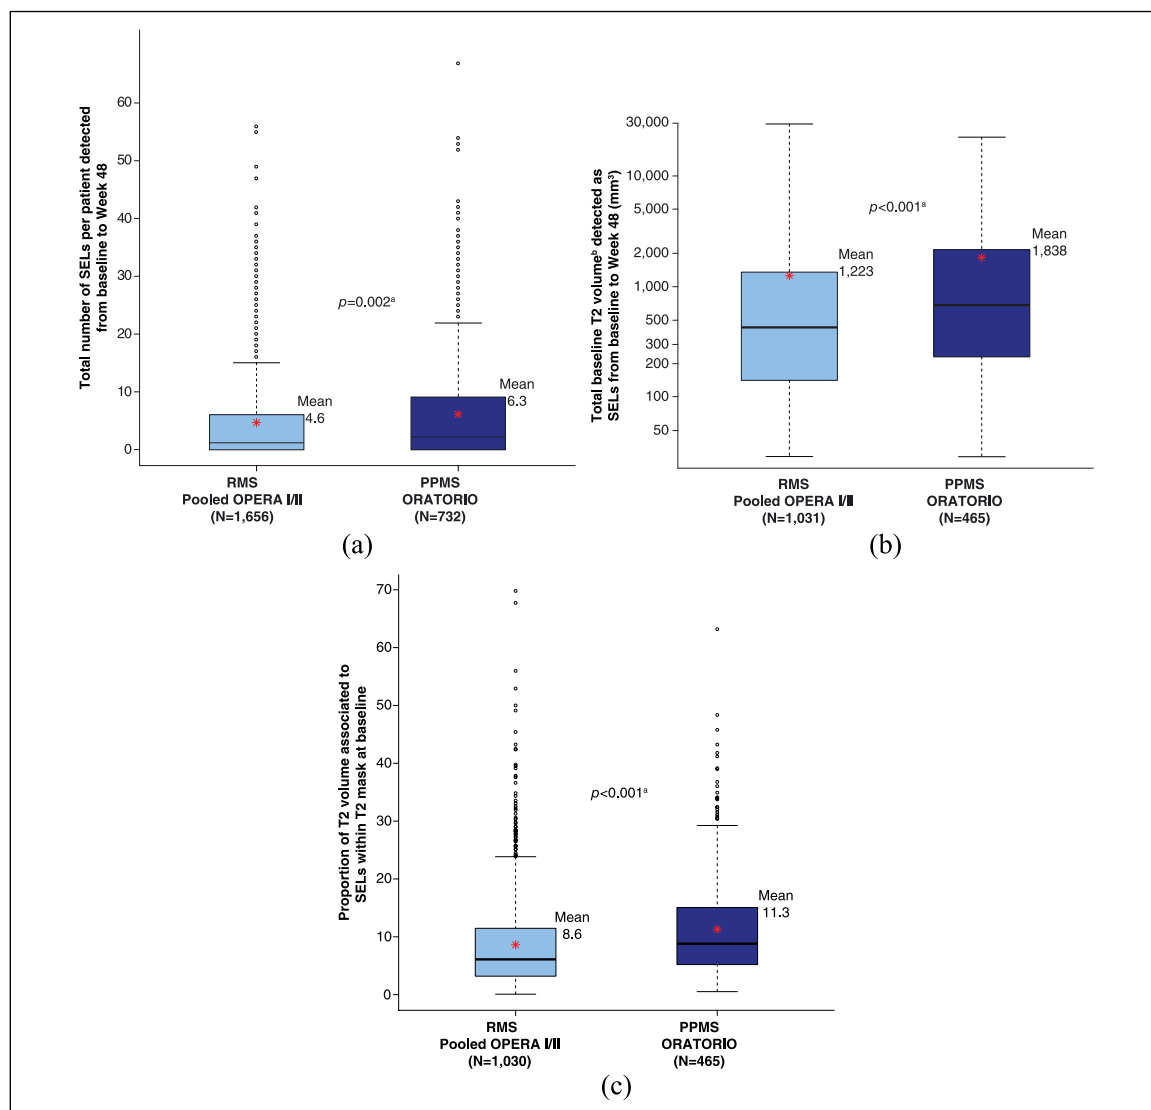 Total number of SELs per patient detected
from baseline to Week 48
60
50
40
30
20
10
0
p=0.002ᵃ
Mean
4.6
Mean
6.3
RMS
Pooled OPERA I/II
(N=1,656)
PPMS
ORATORIO
(N=732)
(a)
Total baseline T2 volumeᵇ detected as
SELs from baseline to Week 48 (mm³)
30,000
10,000
5,000
2,000
1,000
500
300
200
100
50
p<0.001ᵃ
Mean
1,223
Mean
1,838
RMS
Pooled OPERA I/II
(N=1,031)
PPMS
ORATORIO
(N=465)
(b)
Proportion of T2 volume associated to
SELs within T2 mask at baseline
70
60
50
40
30
20
10
0
p<0.001ᵃ
Mean
8.6
Mean
11.3
RMS
Pooled OPERA I/II
(N=1,030)
PPMS
ORATORIO
(N=465)
(c)